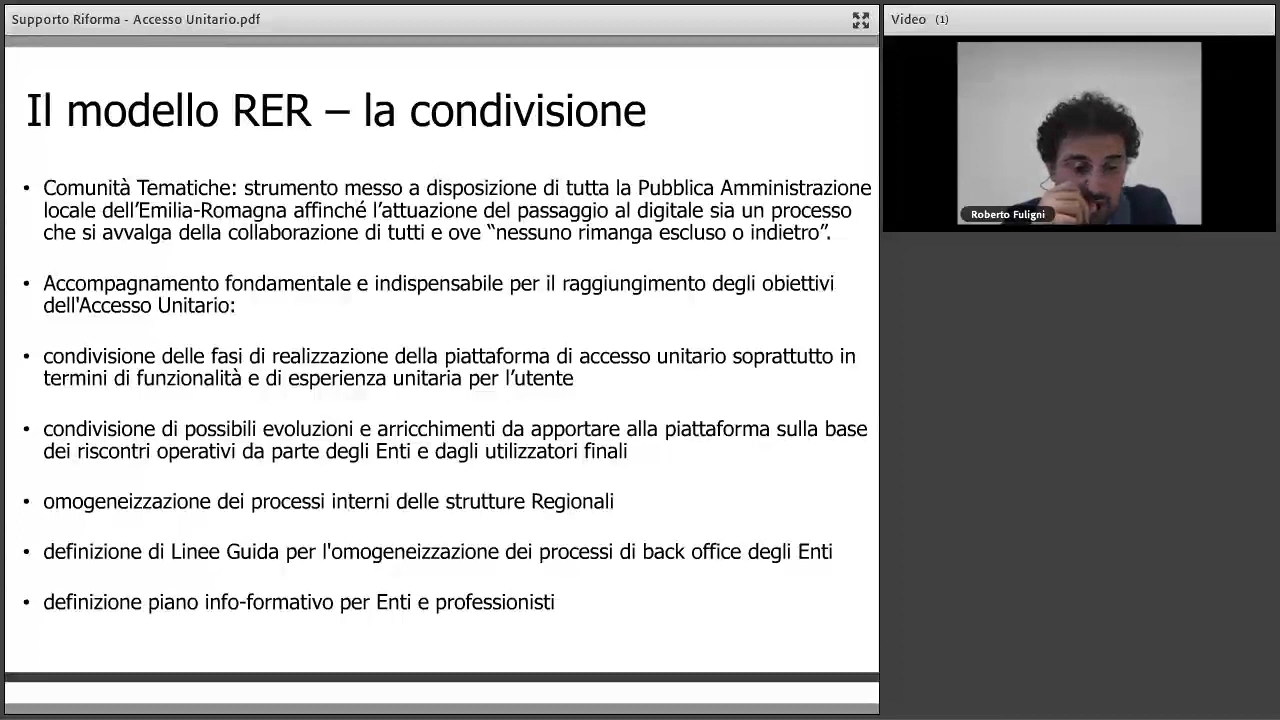 Supporto Riforma - Accesso Unitario.pdf
Video (1)
Il modello RER – la condivisione
• Comunità Tematiche: strumento messo a disposizione di tutta la Pubblica Amministrazione
locale dell’Emilia-Romagna affinché l’attuazione del passaggio al digitale sia un processo
che si avvalga della collaborazione di tutti e ove “nessuno rimanga escluso o indietro”.
• Accompagnamento fondamentale e indispensabile per il raggiungimento degli obiettivi
dell'Accesso Unitario:
• condivisione delle fasi di realizzazione della piattaforma di accesso unitario soprattutto in
termini di funzionalità e di esperienza unitaria per l’utente
• condivisione di possibili evoluzioni e arricchimenti da apportare alla piattaforma sulla base
dei riscontri operativi da parte degli Enti e dagli utilizzatori finali
• omogeneizzazione dei processi interni delle strutture Regionali
• definizione di Linee Guida per l'omogeneizzazione dei processi di back office degli Enti
• definizione piano info-formativo per Enti e professionisti
Roberto Fuligni